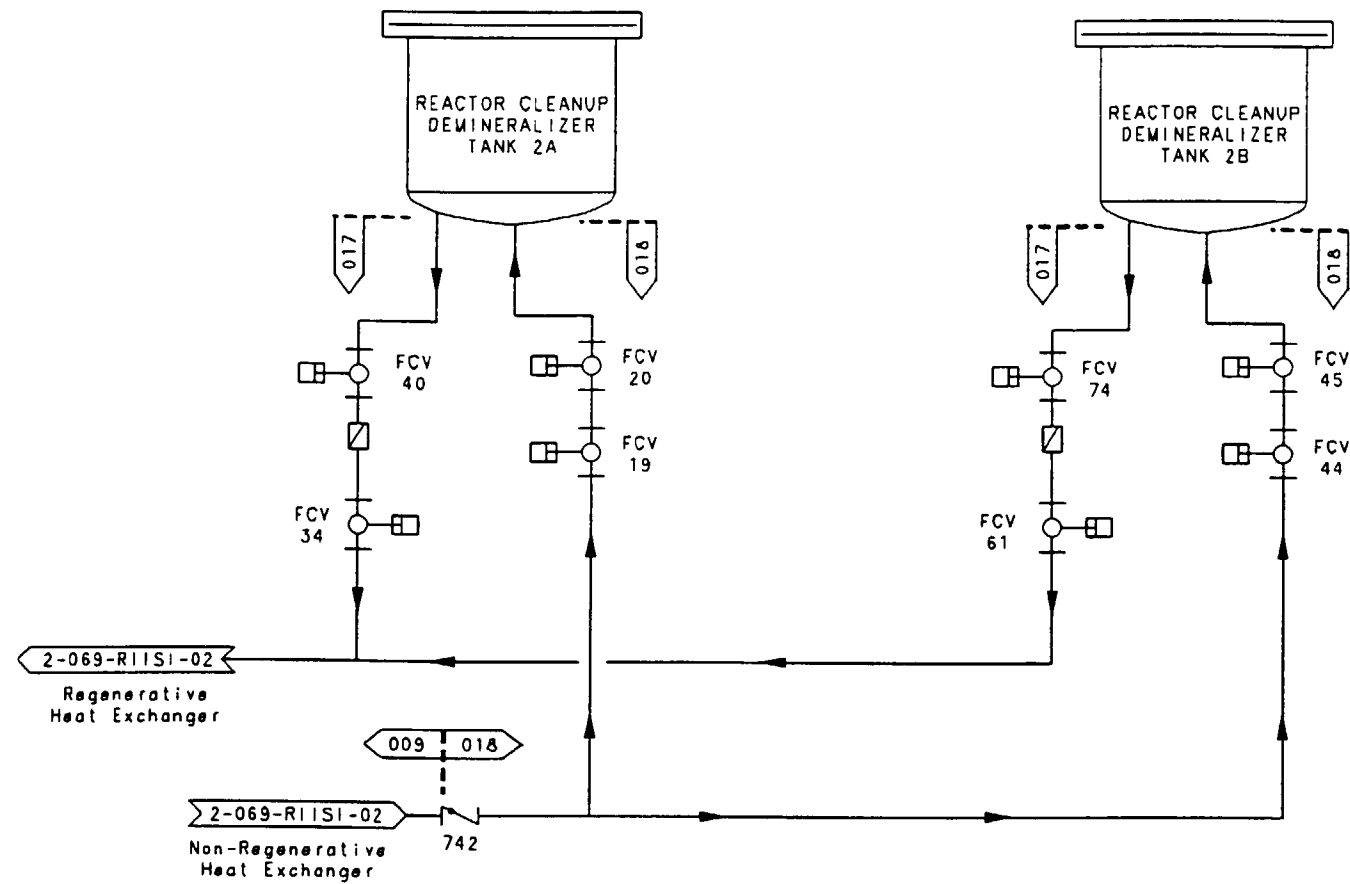 REACTOR CLEANUP
DEMINERALIZER
TANK 2A
REACTOR CLEANUP
DEMINERALIZER
TANK 2B
017
018
017
018
FCV
40
FCV
20
FCV
74
FCV
45
FCV
19
FCV
44
FCV
34
FCV
61
2-069-RIISI-02
Regenerative
Heat Exchanger
009 018
2-069-RIISI-02
742
Non-Regenerative
Heat Exchanger